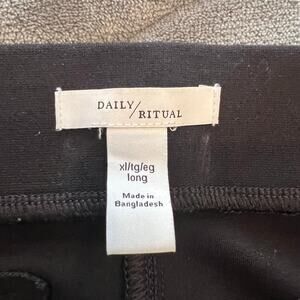 DAILY/RITUAL
xl/tg/eg
long
Made in
Bangladesh